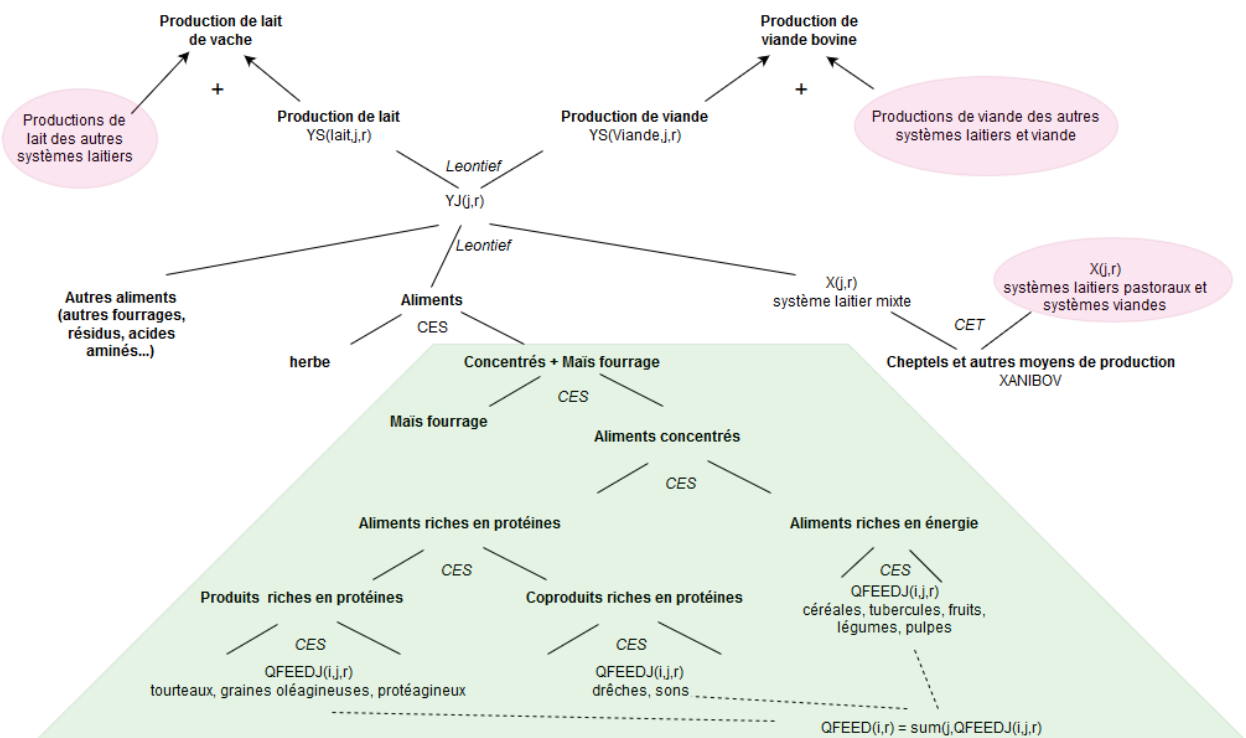 Production de lait
de vache
Production de
viande bovine
+
+
Productions de
lait des autres
systèmes laitiers
Production de lait
YS(lait,j,r)
Production de viande
YS(Viande,j,r)
Productions de viande des autres
systèmes laitiers et viande
Leontief
YJ(j,r)
Leontief
Autres aliments
(autres fourrages,
résidus, acides
aminés...)
Aliments
CES
X(j,r)
système laitier mixte
X(j,r)
systèmes laitiers pastoraux et
systèmes viandes
CET
herbe
Concentrés + Maïs fourrage
Cheptels et autres moyens de production
XANIBOV
CES
Maïs fourrage
Aliments concentrés
CES
Aliments riches en protéines
Aliments riches en énergie
CES
CES
QFEEDJ(i,j,r)
céréales, tubercules, fruits,
légumes, pulpes
Produits riches en protéines
Coproduits riches en protéines
CES
CES
QFEEDJ(i,j,r)
tourteaux, graines oléagineuses, protéagineux
QFEEDJ(i,j,r)
drêches, sons
QFEED(i,r) = sum(j,QFEEDJ(i,j,r)